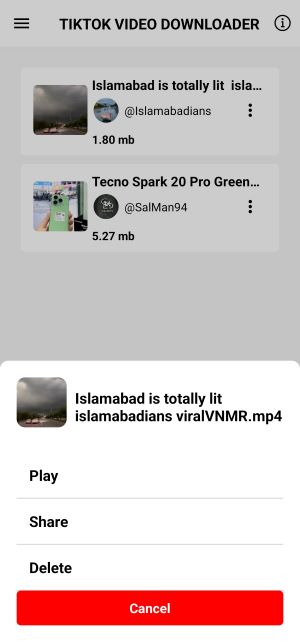 TIKTOK VIDEO DOWNLOADER
Islamabad is totally lit isla...
@Islamabadians
1.80 mb
Tecno Spark 20 Pro Green...
@SalMan94
5.27 mb
Islamabad is totally lit
islamabadians viralVNMR.mp4
Play
Share
Delete
Cancel